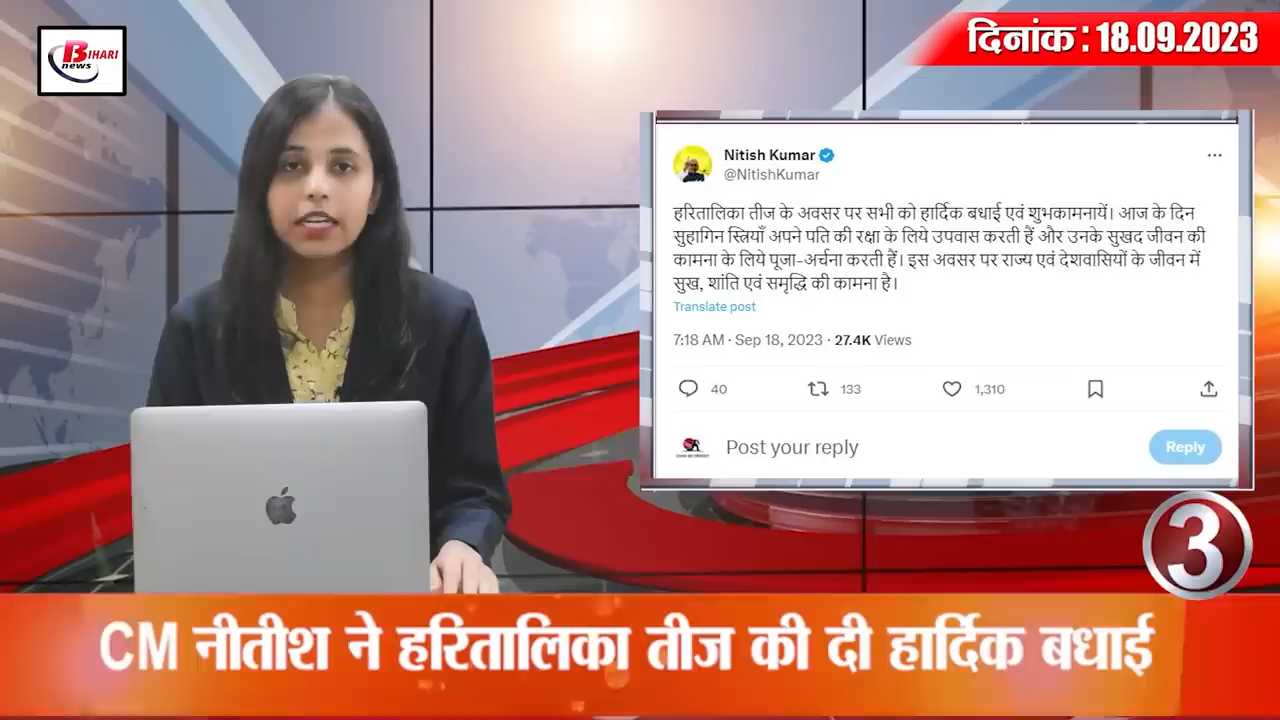 BIHARI
news
दिनांक : 18.09.2023
Nitish Kumar
@NitishKumar
हरितालिका तीज के अवसर पर सभी को हार्दिक बधाई एवं शुभकामनायें। आज के दिन
सुहागिन स्त्रियाँ अपने पति की रक्षा के लिये उपवास करती हैं और उनके सुखद जीवन की
कामना के लिये पूजा-अर्चना करती हैं। इस अवसर पर राज्य एवं देशवासियों के जीवन में
सुख, शांति एवं समृद्धि की कामना है।
Translate post
7:18 AM · Sep 18, 2023 · 27.4K Views
40 133 1,310
Post your reply
Reply
3
CM नीतीश ने हरितालिका तीज की दी हार्दिक बधाई